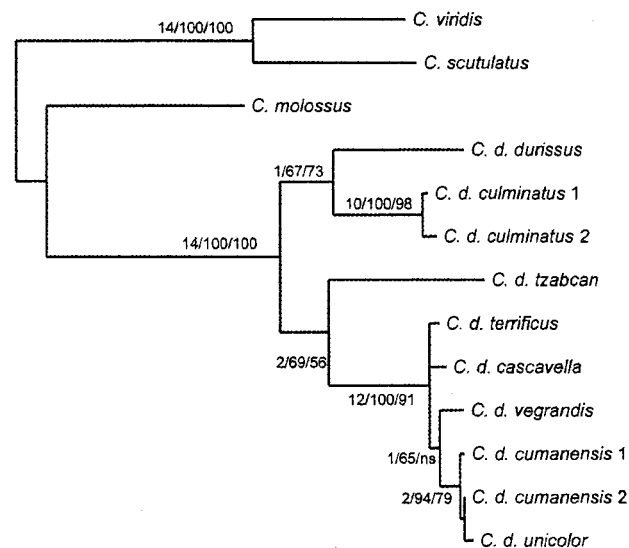 14/100/100
C. viridis
C. scutulatus
C. molossus
C. d. durissus
1/67/73
10/100/98
C. d. culminatus 1
C. d. culminatus 2
14/100/100
C. d. tzabcan
C. d. terrificus
2/69/56
C. d. cascavella
12/100/91
C. d. vegrandis
1/65/ns
C. d. cumanensis 1
2/94/79
C. d. cumanensis 2
C. d. unicolor